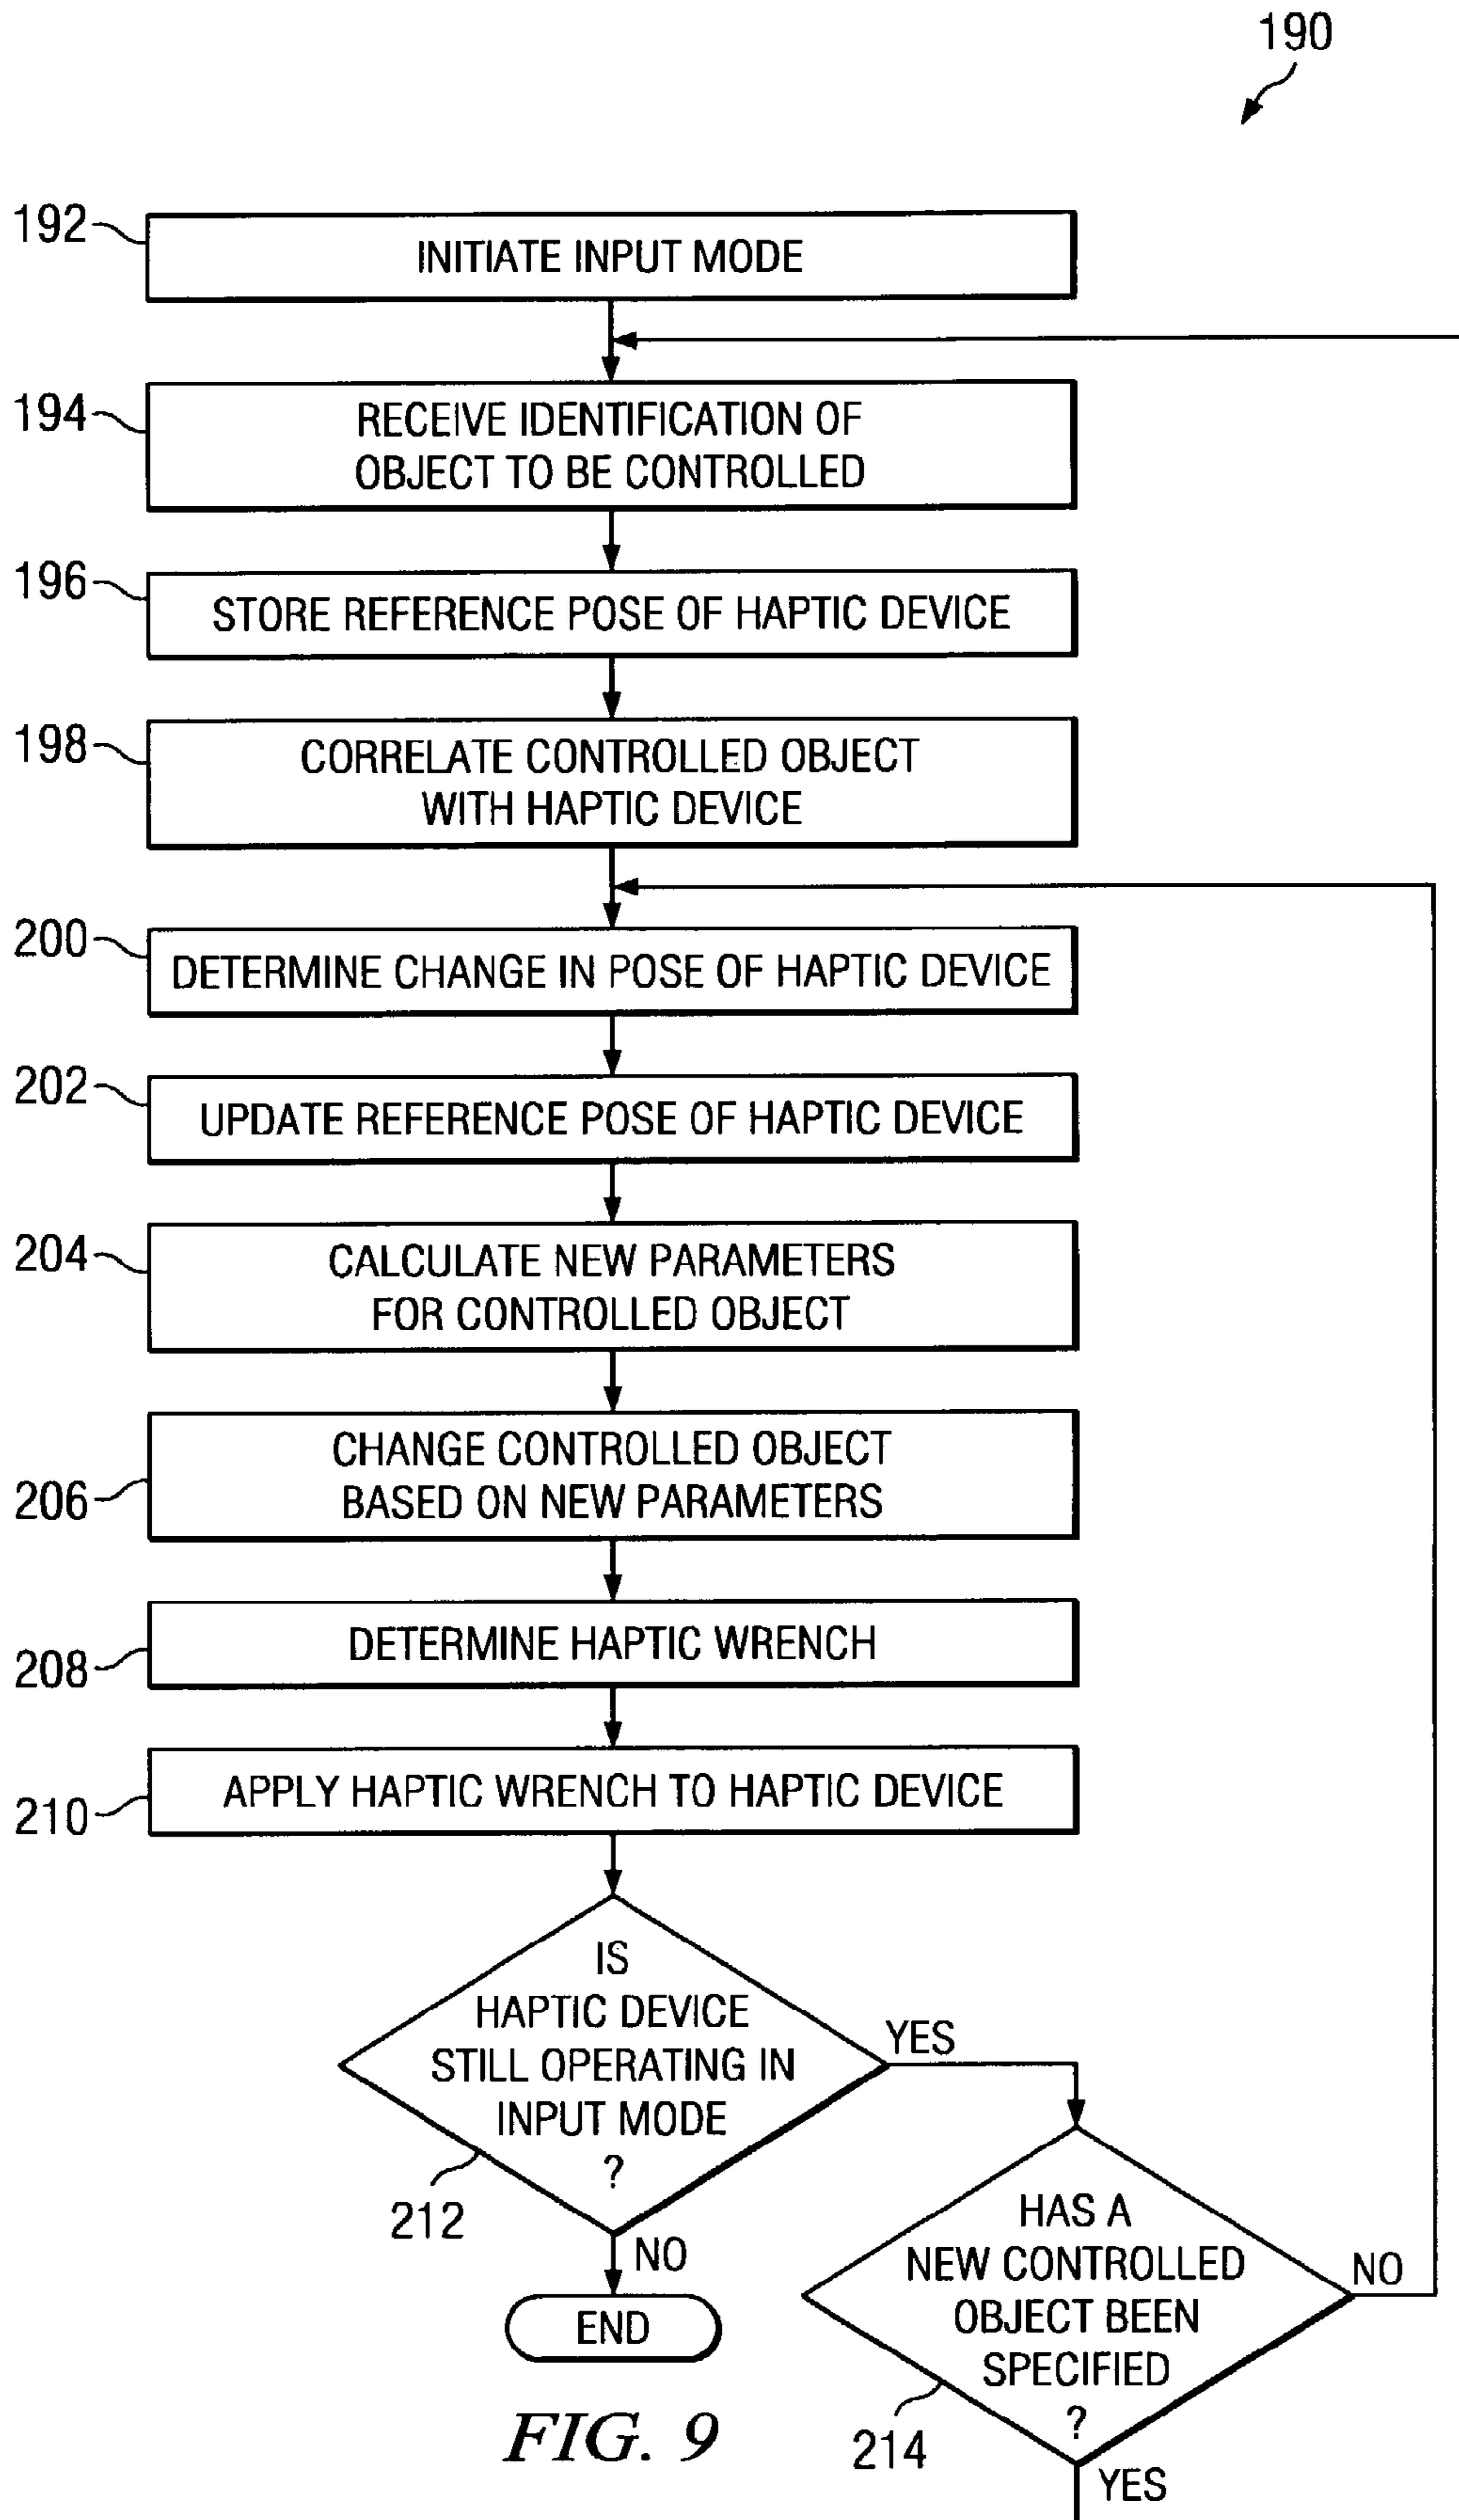 190
192
INITIATE INPUT MODE
194
RECEIVE IDENTIFICATION OF
OBJECT TO BE CONTROLLED
196
STORE REFERENCE POSE OF HAPTIC DEVICE
198
CORRELATE CONTROLLED OBJECT
WITH HAPTIC DEVICE
200
DETERMINE CHANGE IN POSE OF HAPTIC DEVICE
202
UPDATE REFERENCE POSE OF HAPTIC DEVICE
204
CALCULATE NEW PARAMETERS
FOR CONTROLLED OBJECT
206
CHANGE CONTROLLED OBJECT
BASED ON NEW PARAMETERS
208
DETERMINE HAPTIC WRENCH
210
APPLY HAPTIC WRENCH TO HAPTIC DEVICE
IS
HAPTIC DEVICE
STILL OPERATING IN
INPUT MODE
?
YES
212
NO
END
HAS A
NEW CONTROLLED
OBJECT BEEN
SPECIFIED
?
NO
214
YES
FIG. 9